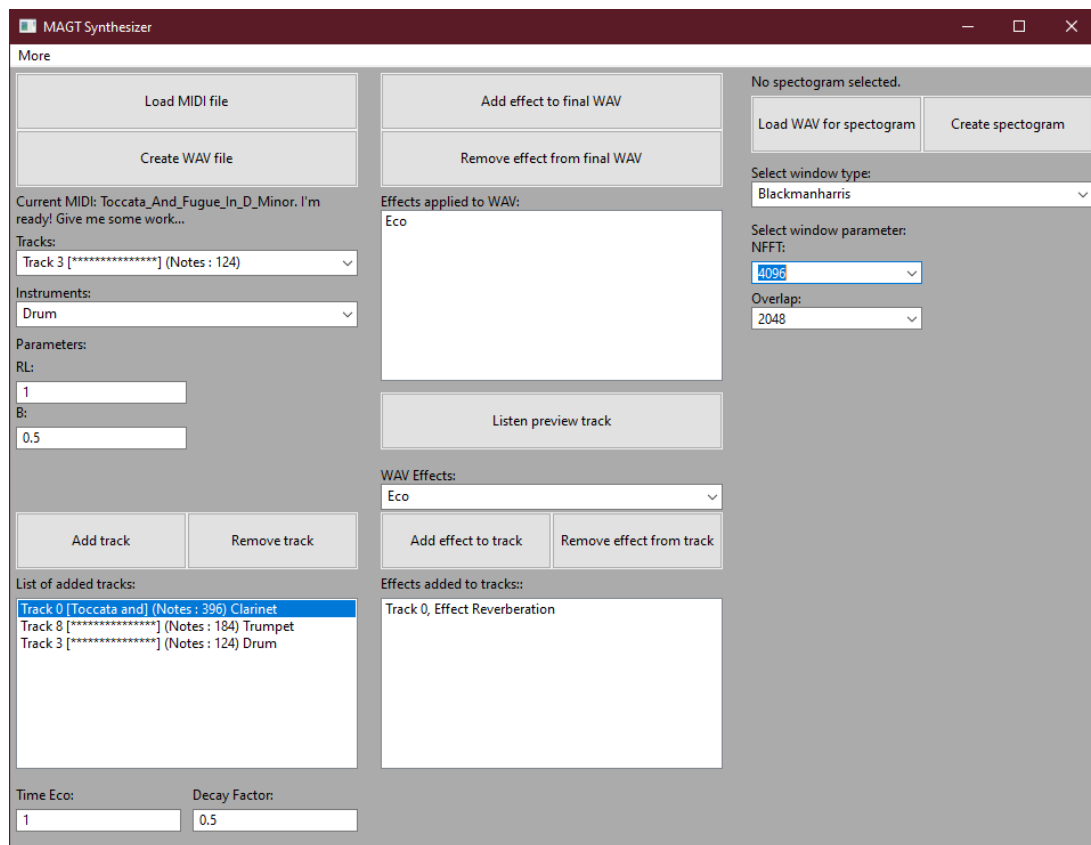 MAGT Synthesizer
More
Load MIDI file
Create WAV file
Current MIDI: Toccata_And_Fugue_In_D_Minor. I'm
ready! Give me some work...
Tracks:
Track 3 [***************] (Notes : 124)
Instruments:
Drum
Parameters:
RL:
1
B:
0.5
Add track
Remove track
List of added tracks:
Track 0 [Toccata and] (Notes : 396) Clarinet
Track 8 [***************] (Notes : 184) Trumpet
Track 3 [***************] (Notes : 124) Drum
Time Eco:
Decay Factor:
1
0.5
Add effect to final WAV
Remove effect from final WAV
Effects applied to WAV:
Eco
Listen preview track
WAV Effects:
Eco
Add effect to track
Remove effect from track
Effects added to tracks::
Track 0, Effect Reverberation
No spectogram selected.
Load WAV for spectogram
Create spectogram
Select window type:
Blackmanharris
Select window parameter:
NFFT:
4096
Overlap:
2048